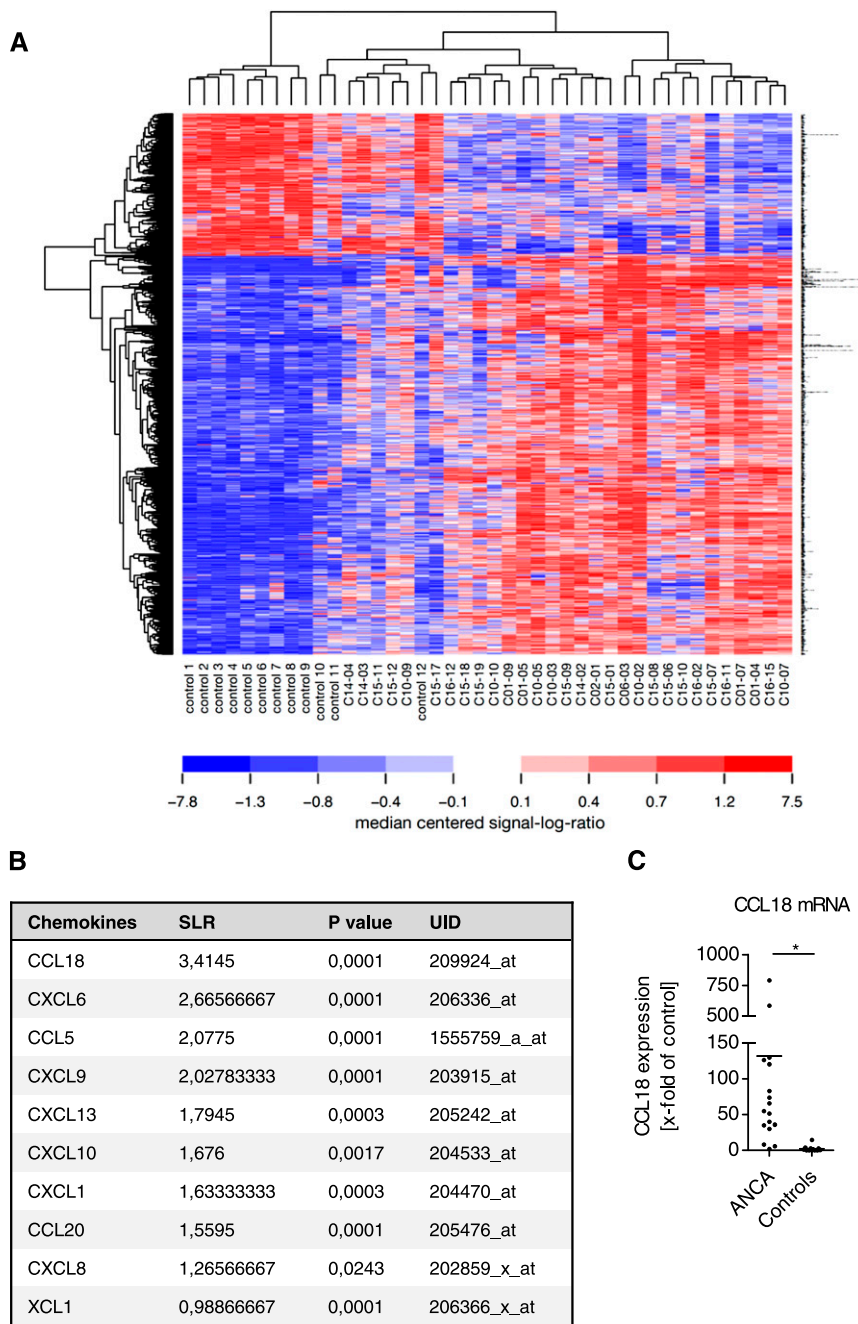 A
control 1
control 2
control 3
control 4
control 5
control 6
control 7
control 8
control 9
control 10
control 11
C14-04
C14-03
C15-11
C15-12
C10-09
control 12
C15-17
C16-12
C15-18
C15-19
C10-10
C01-09
C01-05
C10-05
C10-03
C15-09
C14-02
C02-01
C15-01
C06-03
C10-02
C15-08
C15-06
C15-10
C16-02
C15-07
C16-11
C01-07
C01-04
C16-15
C10-07
−7.8 −1.3 −0.8 −0.4 −0.1 0.1 0.4 0.7 1.2 7.5
median centered signal-log-ratio
B
Chemokines SLR P value UID
CCL18 3,4145 0,0001 209924_at
CXCL6 2,66566667 0,0001 206336_at
CCL5 2,0775 0,0001 1555759_a_at
CXCL9 2,02783333 0,0001 203915_at
CXCL13 1,7945 0,0003 205242_at
CXCL10 1,676 0,0017 204533_at
CXCL1 1,63333333 0,0003 204470_at
CCL20 1,5595 0,0001 205476_at
CXCL8 1,26566667 0,0243 202859_x_at
XCL1 0,98866667 0,0001 206366_x_at
C
CCL18 mRNA
CCL18 expression
[x-fold of control]
1000
750
500
150
100
50
0
*
ANCA
Controls